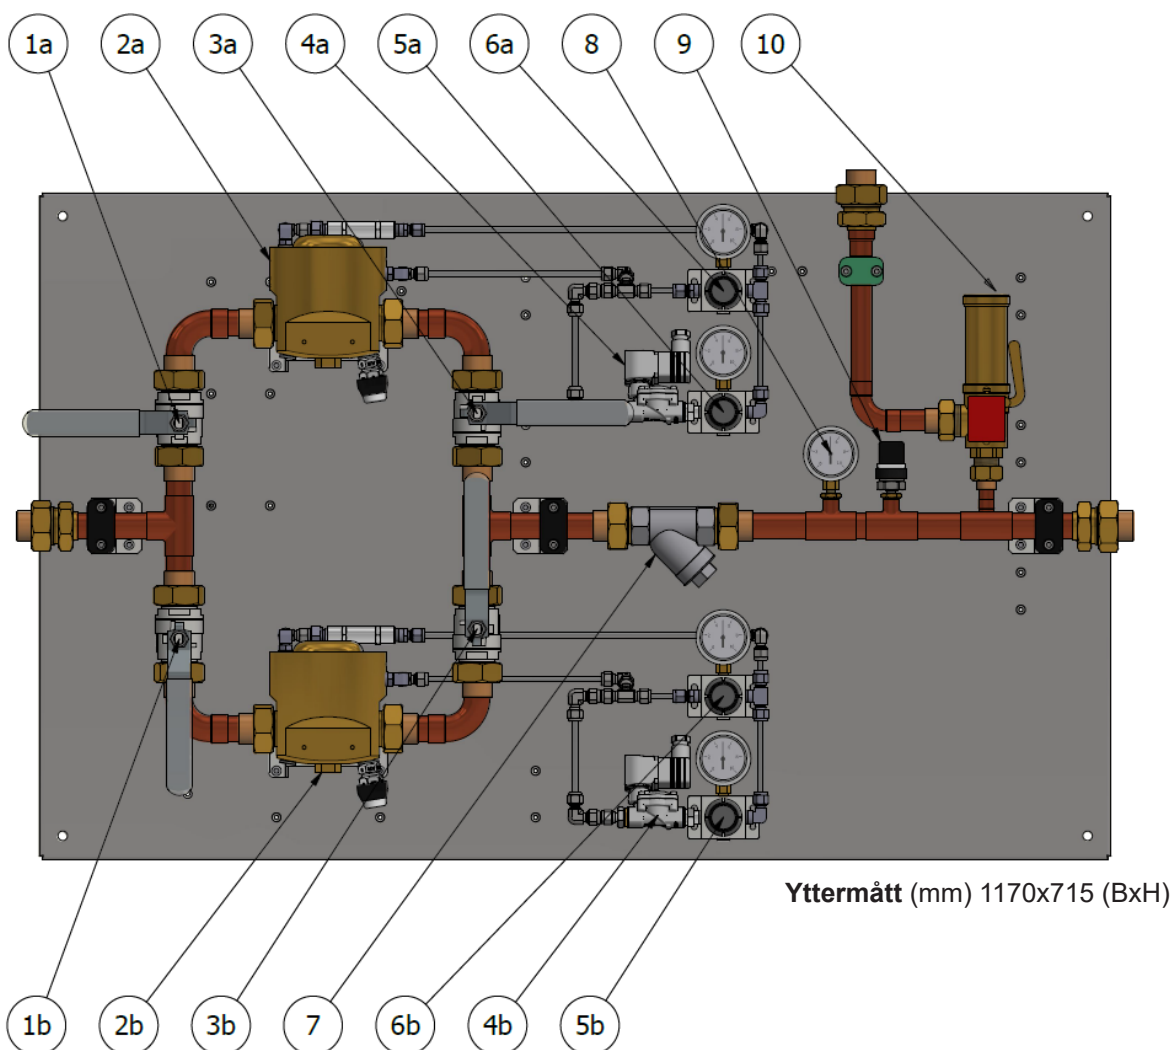 1a 2a 3a 4a 5a 6a 8 9 10
Yttermått (mm) 1170x715 (BxH)
1b 2b 3b 7 6b 4b 5b